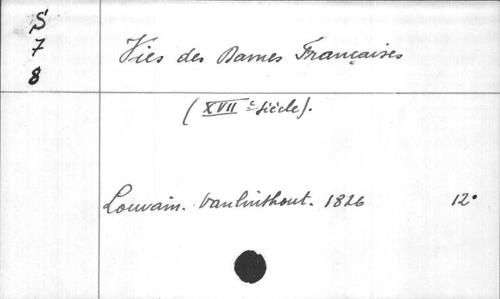 S
7
8
Vies des Dames Françaises
(XVIIe siècle).
Louvain. Vanlinthout. 1826 12°